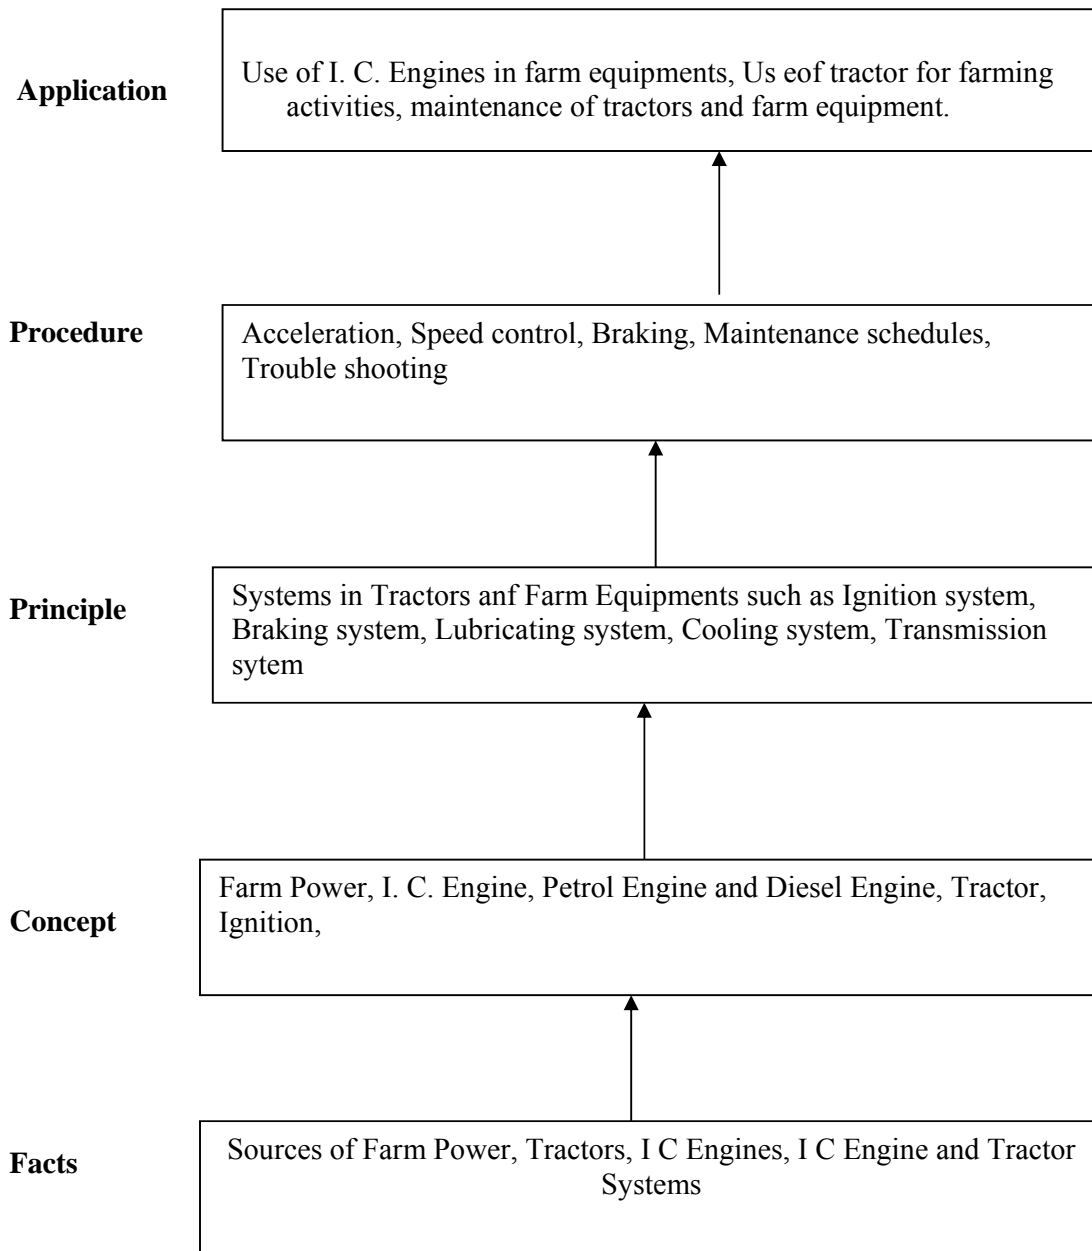 Application
Use of I. C. Engines in farm equipments, Us eof tractor for farming
activities, maintenance of tractors and farm equipment.
Procedure
Acceleration, Speed control, Braking, Maintenance schedules,
Trouble shooting
Principle
Systems in Tractors anf Farm Equipments such as Ignition system,
Braking system, Lubricating system, Cooling system, Transmission
sytem
Concept
Farm Power, I. C. Engine, Petrol Engine and Diesel Engine, Tractor,
Ignition,
Facts
Sources of Farm Power, Tractors, I C Engines, I C Engine and Tractor
Systems